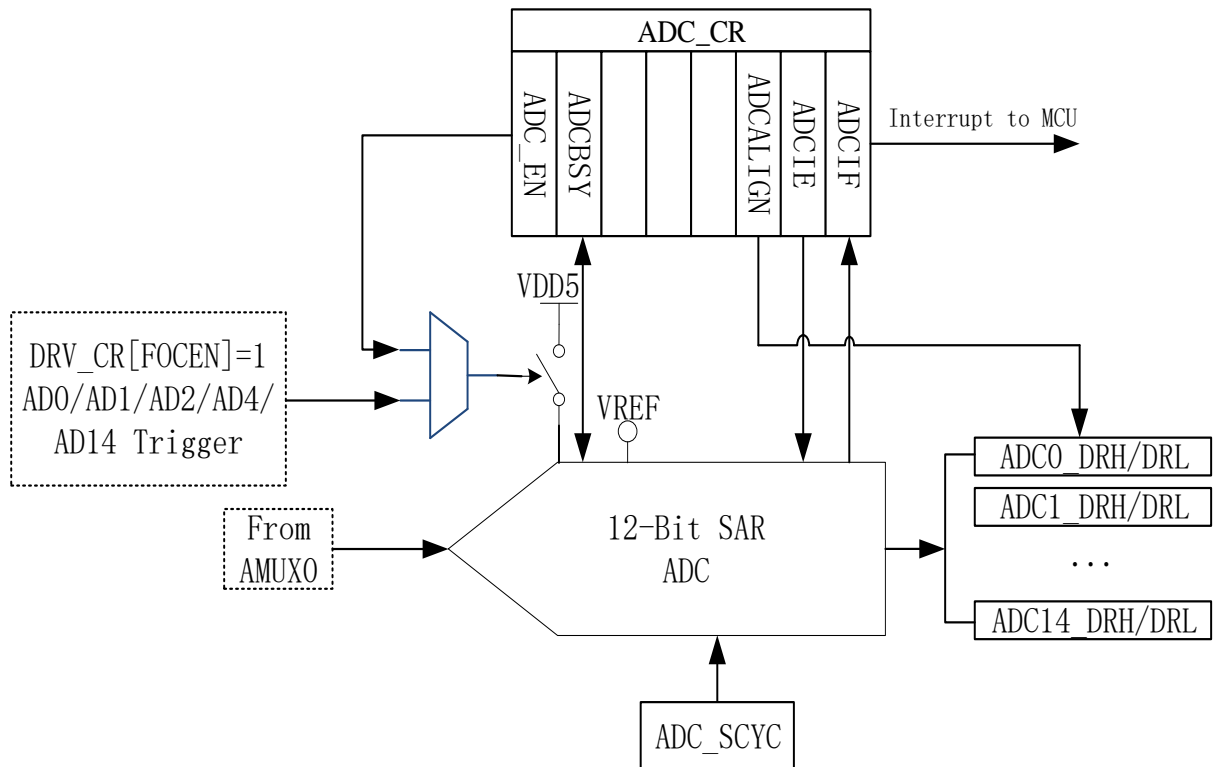 ADC_CR
ADC_EN
ADCBSY
ADCALIGN
ADCIE
ADCIF
Interrupt to MCU
VDD5
DRV_CR[FOCEN]=1
AD0/AD1/AD2/AD4/
AD14 Trigger
VREF
ADC0_DRH/DRL
ADC1_DRH/DRL
...
ADC14_DRH/DRL
From
AMUX0
12-Bit SAR
ADC
ADC_SCYC